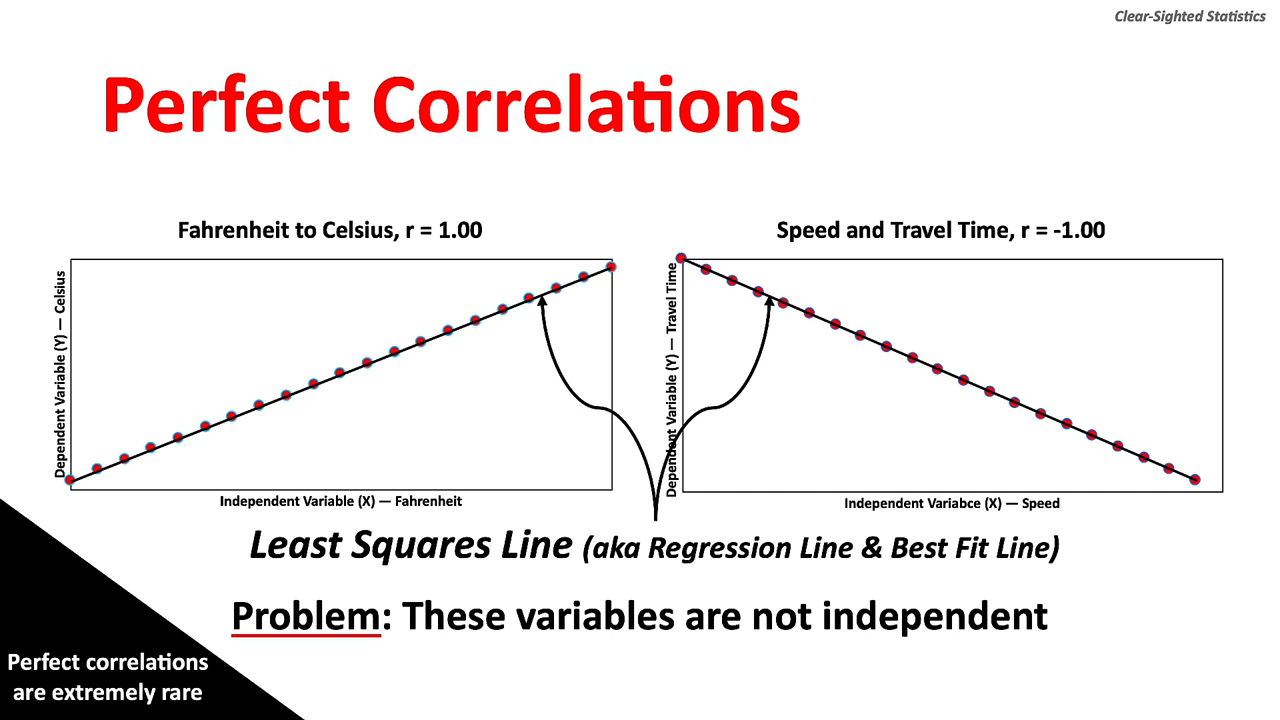 Clear-Sighted Statistics
Perfect Correlations
Fahrenheit to Celsius, r = 1.00
Dependent Variable (Y) — Celsius
Independent Variable (X) — Fahrenheit
Speed and Travel Time, r = -1.00
Dependent Variable (Y) — Travel Time
Independent Variabce (X) — Speed
Least Squares Line (aka Regression Line & Best Fit Line)
Problem: These variables are not independent
Perfect correlations
are extremely rare